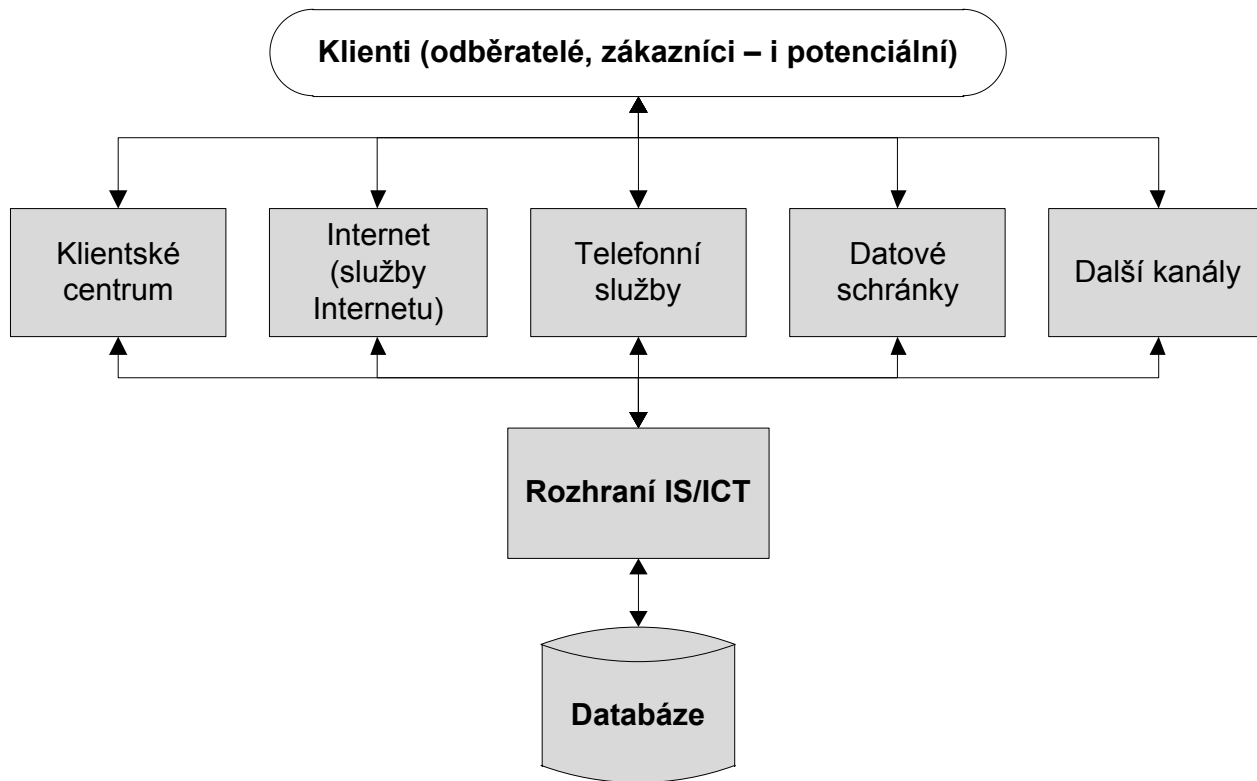 Klienti (odběratelé, zákazníci – i potenciální)
Klientské
centrum
Internet
(služby
Internetu)
Telefonní
služby
Datové
schránky
Další kanály
Rozhraní IS/ICT
Databáze